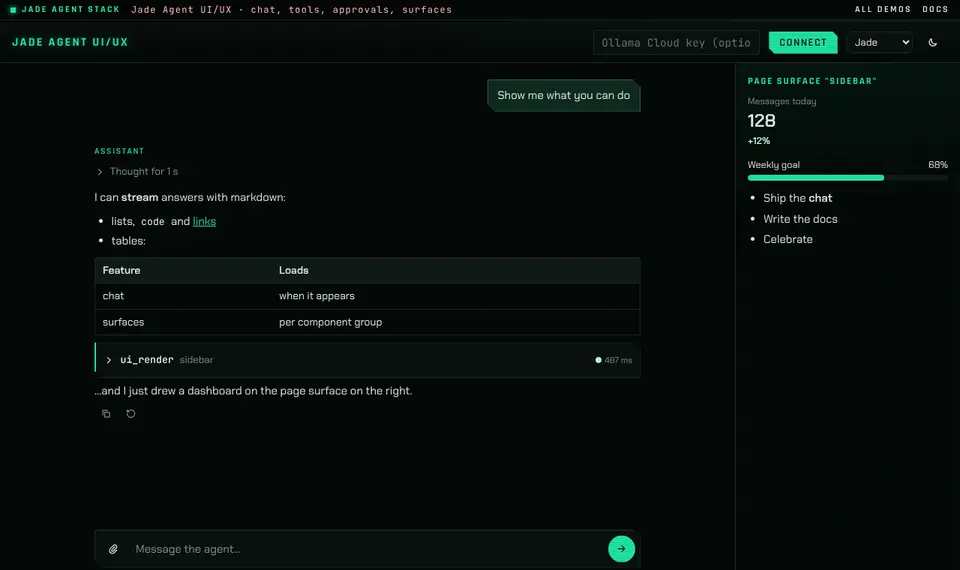 JADE AGENT STACK Jade Agent UI/UX · chat, tools, approvals, surfaces ALL DEMOS DOCS
JADE AGENT UI/UX Ollama Cloud key (optio CONNECT Jade
Show me what you can do
ASSISTANT
Thought for 1 s
I can stream answers with markdown:
• lists, code and links
• tables:
Feature Loads
chat when it appears
surfaces per component group
ui_render sidebar 487 ms
…and I just drew a dashboard on the page surface on the right.
Message the agent…
PAGE SURFACE "SIDEBAR"
Messages today
128
+12%
Weekly goal 68%
• Ship the chat
• Write the docs
• Celebrate